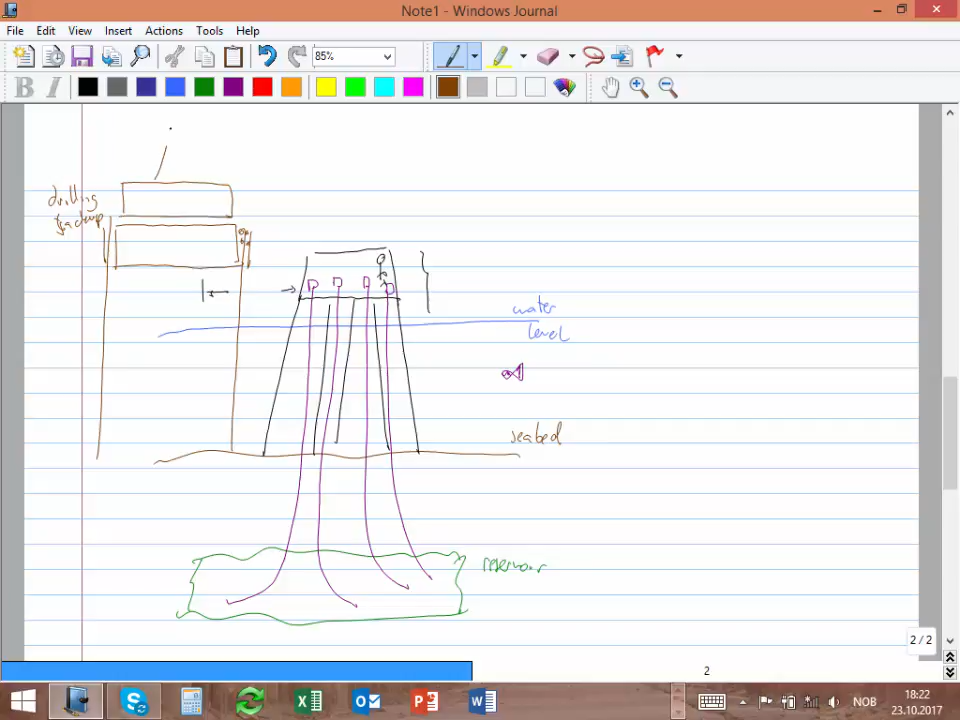 Note1 - Windows Journal
File Edit View Insert Actions Tools Help
85%
B I
drilling
jackup
water
level
seabed
reservoir
2 / 2
2
NOB
18:22
23.10.2017